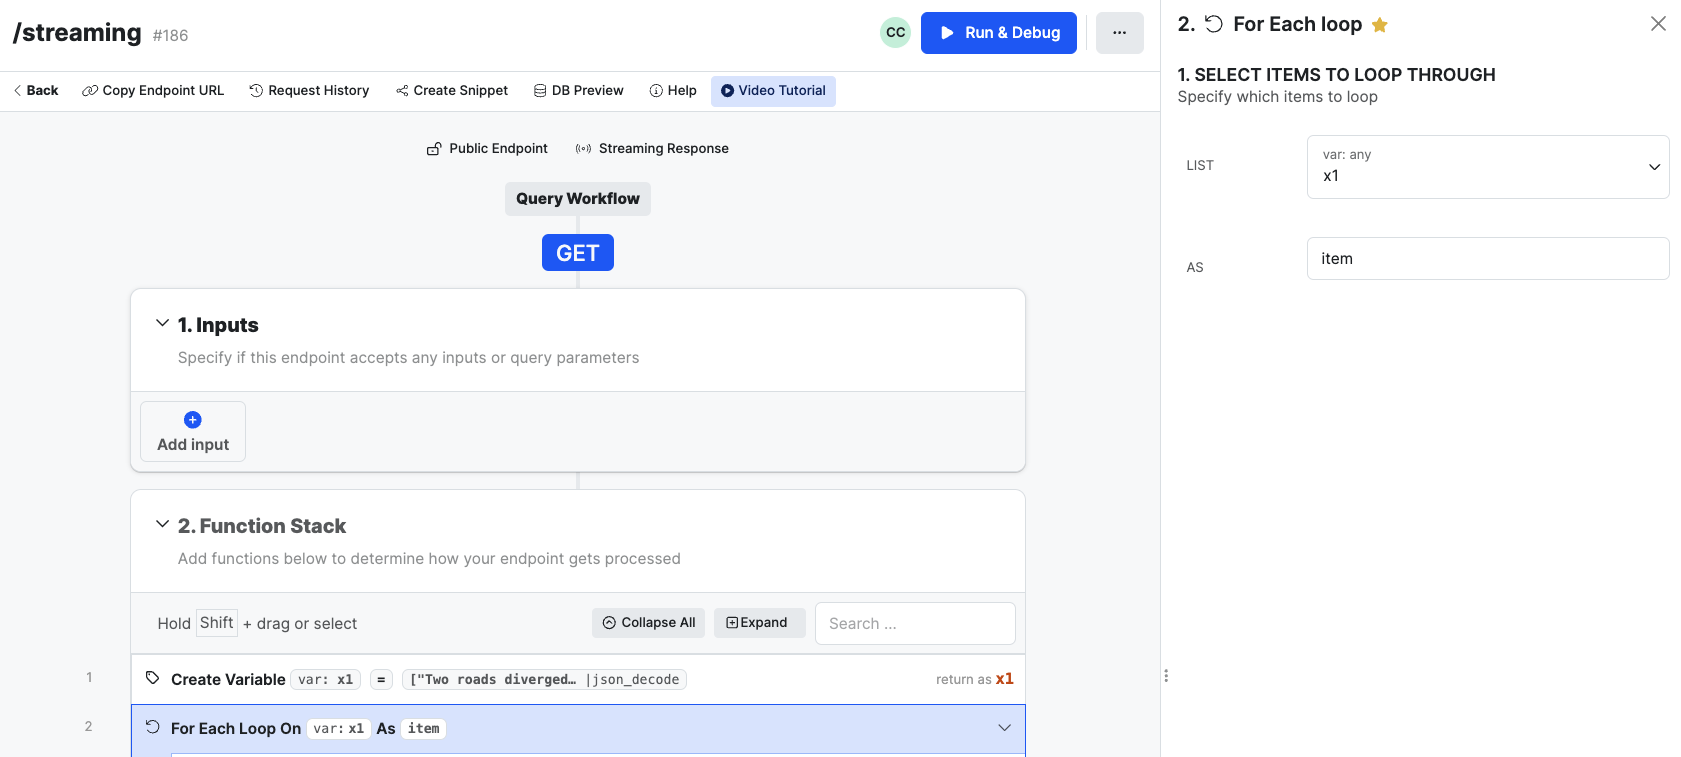 /streaming #186
CC
Run & Debug
...
Back
Copy Endpoint URL
Request History
Create Snippet
DB Preview
Help
Video Tutorial
Public Endpoint
Streaming Response
Query Workflow
GET
1. Inputs
Specify if this endpoint accepts any inputs or query parameters
Add input
2. Function Stack
Add functions below to determine how your endpoint gets processed
Hold Shift + drag or select
Collapse All
Expand
Search ...
1
Create Variable var: x1 = ["Two roads diverged… |json_decode
return as x1
2
For Each Loop On var: x1 As item
2. For Each loop
1. SELECT ITEMS TO LOOP THROUGH
Specify which items to loop
LIST
var: any
x1
AS
item